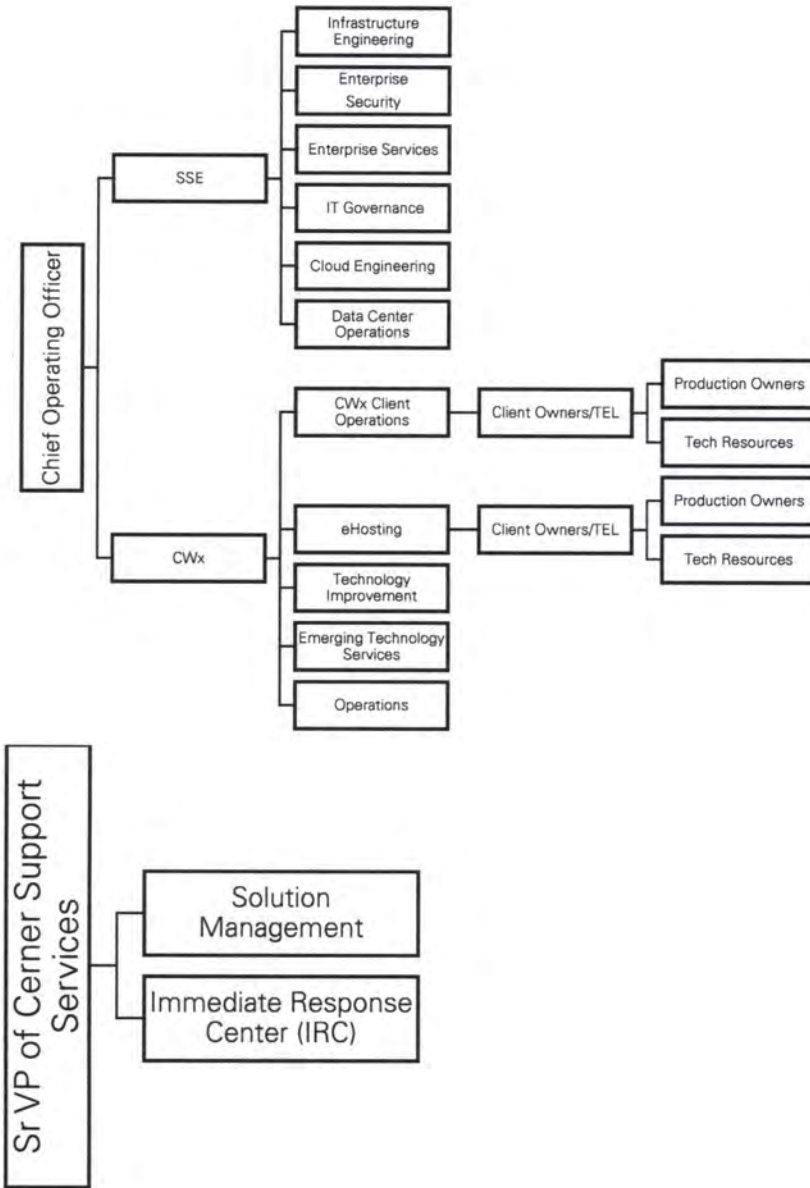 Chief Operating Officer
SSE
Infrastructure
Engineering
Enterprise
Security
Enterprise Services
IT Governance
Cloud Engineering
Data Center
Operations
CWx
CWx Client
Operations
Client Owners/TEL
Production Owners
Tech Resources
eHosting
Client Owners/TEL
Production Owners
Tech Resources
Technology
Improvement
Emerging Technology
Services
Operations
Sr VP of Cerner Support
Services
Solution
Management
Immediate Response
Center (IRC)